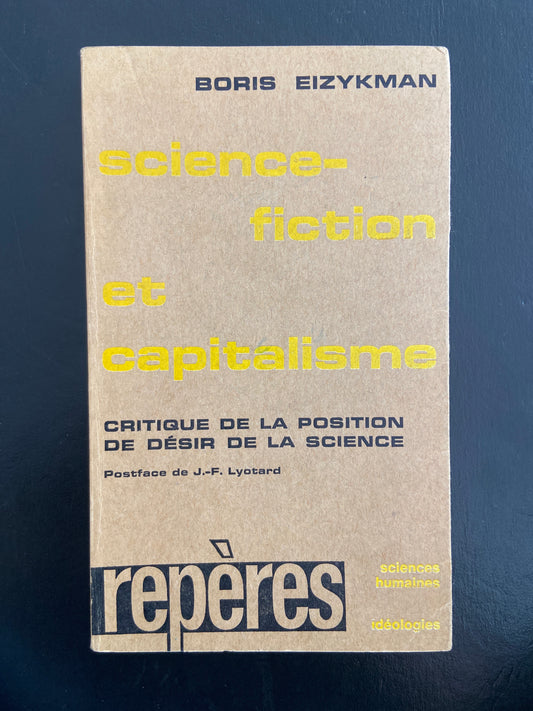 BORIS EIZYKMAN
science-
fiction
et
capitalisme
CRITIQUE DE LA POSITION
DE DÉSIR DE LA SCIENCE
Postface de J.-F. Lyotard
repères
sciences
humaines
idéologies